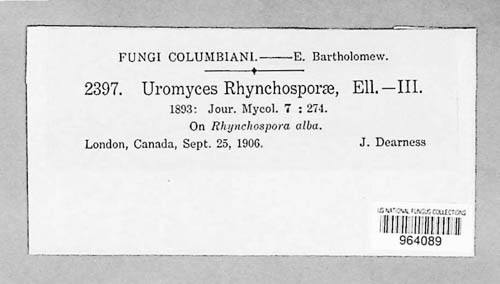 FUNGI COLUMBIANI.——E. Bartholomew.
2397. Uromyces Rhynchosporæ, Ell.—III.
1893: Jour. Mycol. 7 : 274.
On Rhynchospora alba.
London, Canada, Sept. 25, 1906. J. Dearness
US NATIONAL FUNGUS COLLECTIONS
964089